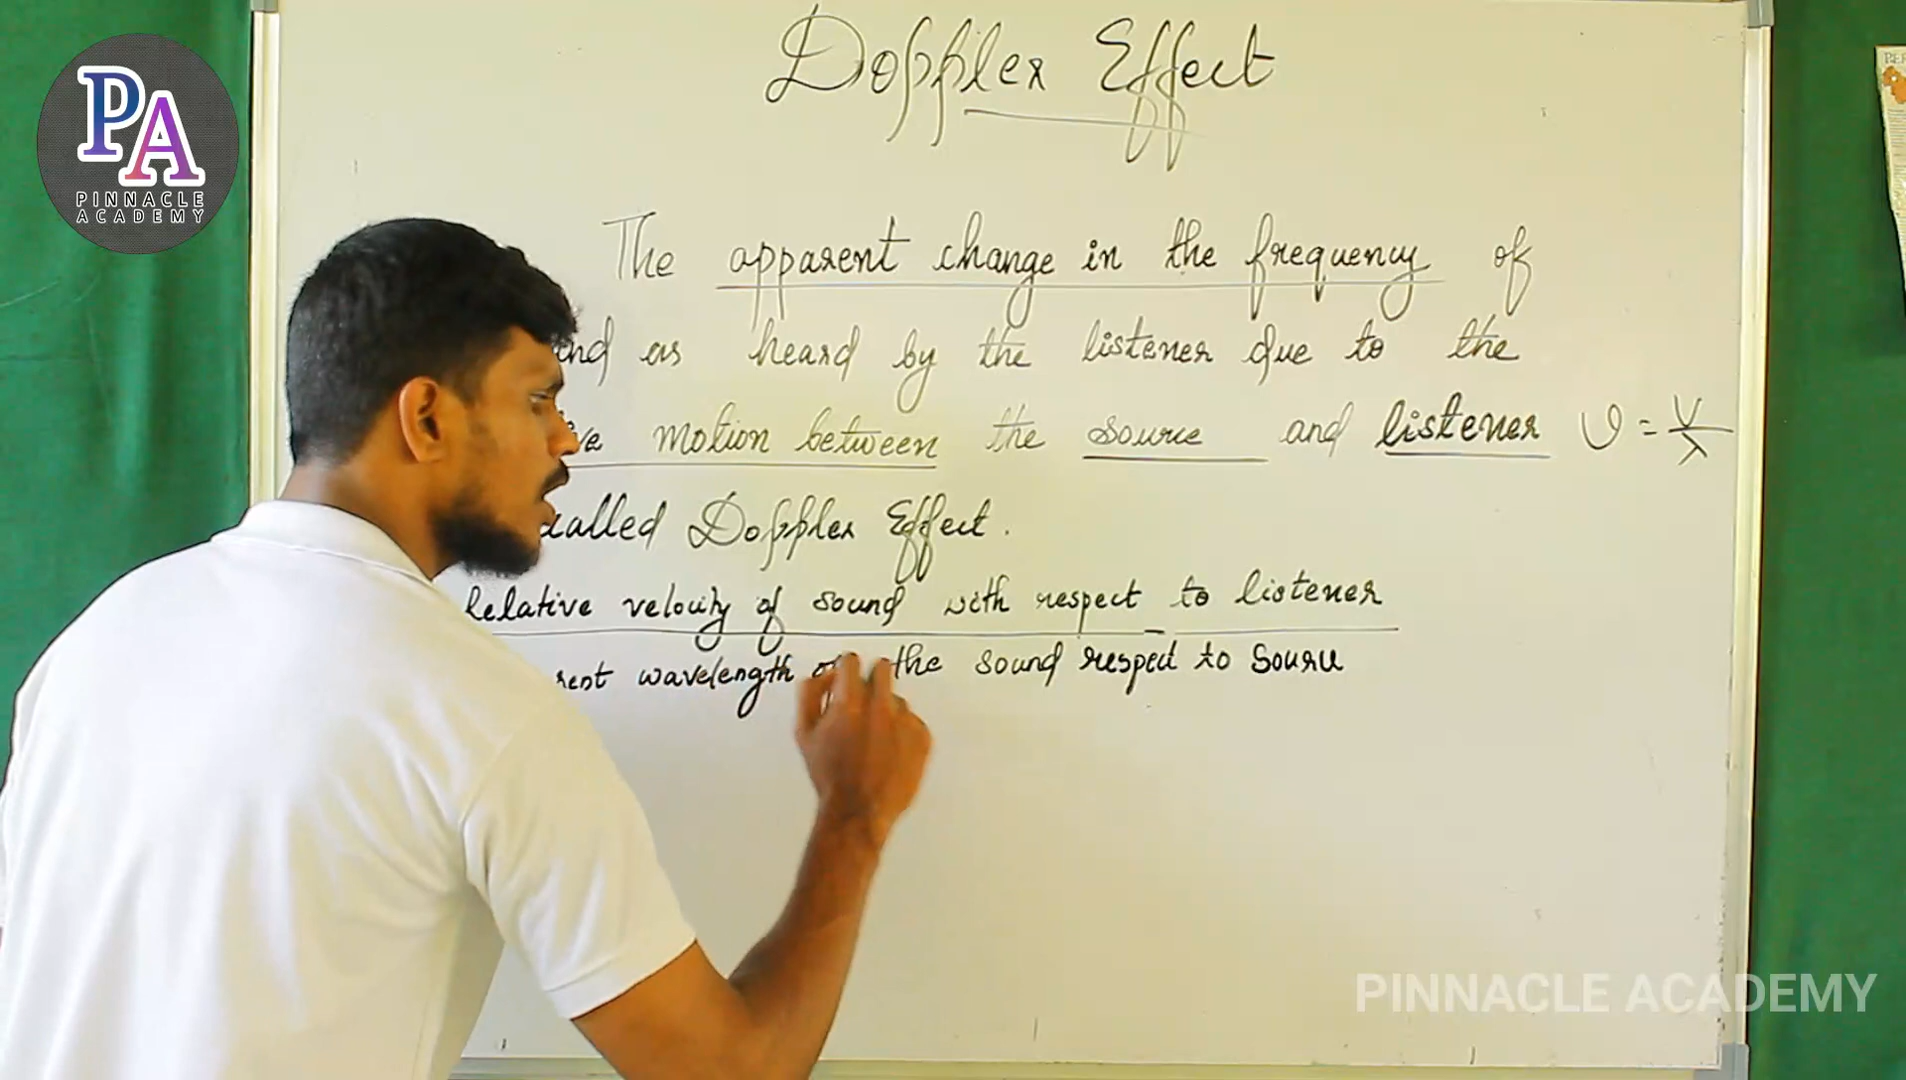 PA
PINNACLE
ACADEMY
Doppler Effect
The apparent change in the frequency of
as heard by the listener due to the
motion between the source and listener υ = V/λ
called Doppler Effect.
Relative velocity of sound with respect to listener
wavelength of the sound respect to Source
PINNACLE ACADEMY